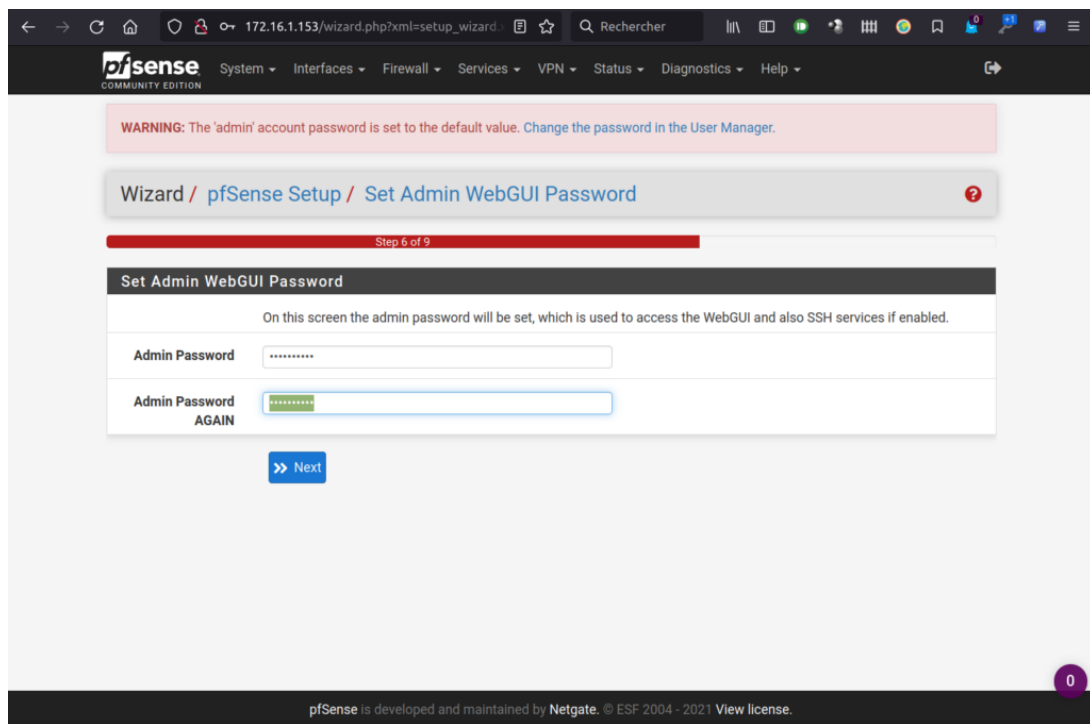 172.16.1.153/wizard.php?xml=setup_wizard. Rechercher
0 +1
pfsense System Interfaces Firewall Services VPN Status Diagnostics Help
COMMUNITY EDITION
WARNING: The 'admin' account password is set to the default value. Change the password in the User Manager.
Wizard / pfSense Setup / Set Admin WebGUI Password
Step 6 of 9
Set Admin WebGUI Password
On this screen the admin password will be set, which is used to access the WebGUI and also SSH services if enabled.
Admin Password ••••••••••
Admin Password ••••••••••
AGAIN
Next
0
pfSense is developed and maintained by Netgate. © ESF 2004 - 2021 View license.